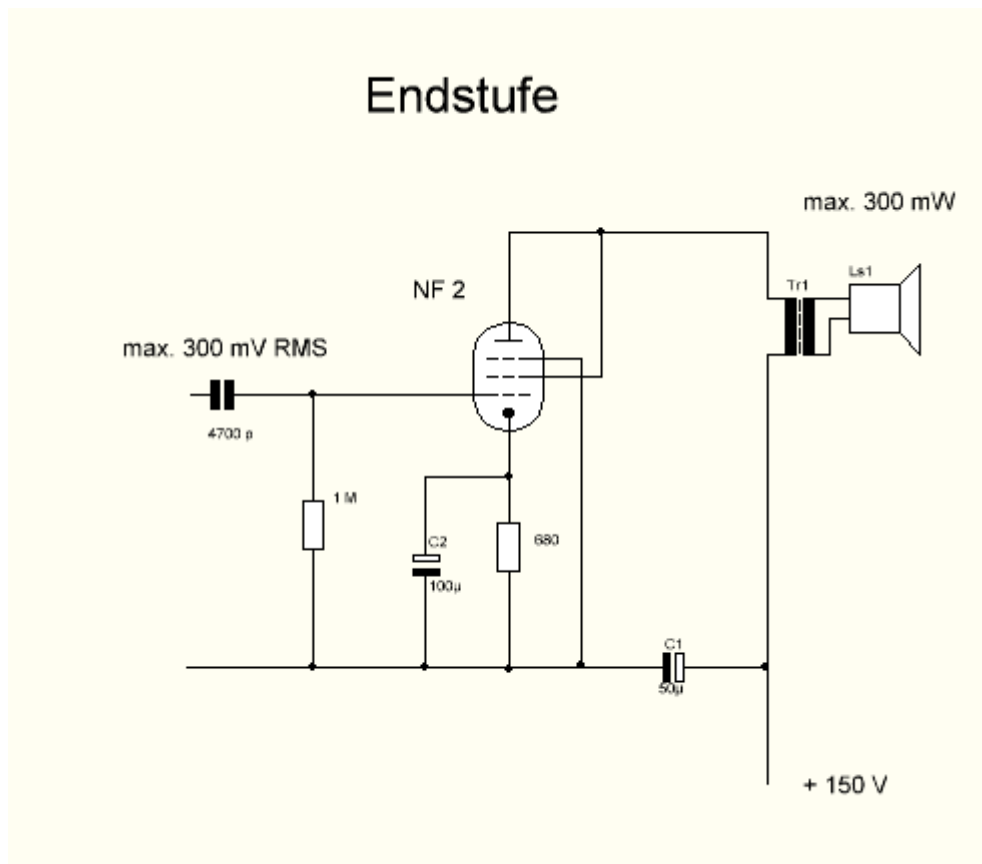 Endstufe
max. 300 mW
Ls1
Tr1
NF 2
max. 300 mV RMS
4700 p
1 M
C2
680
100µ
C1
50µ
+ 150 V